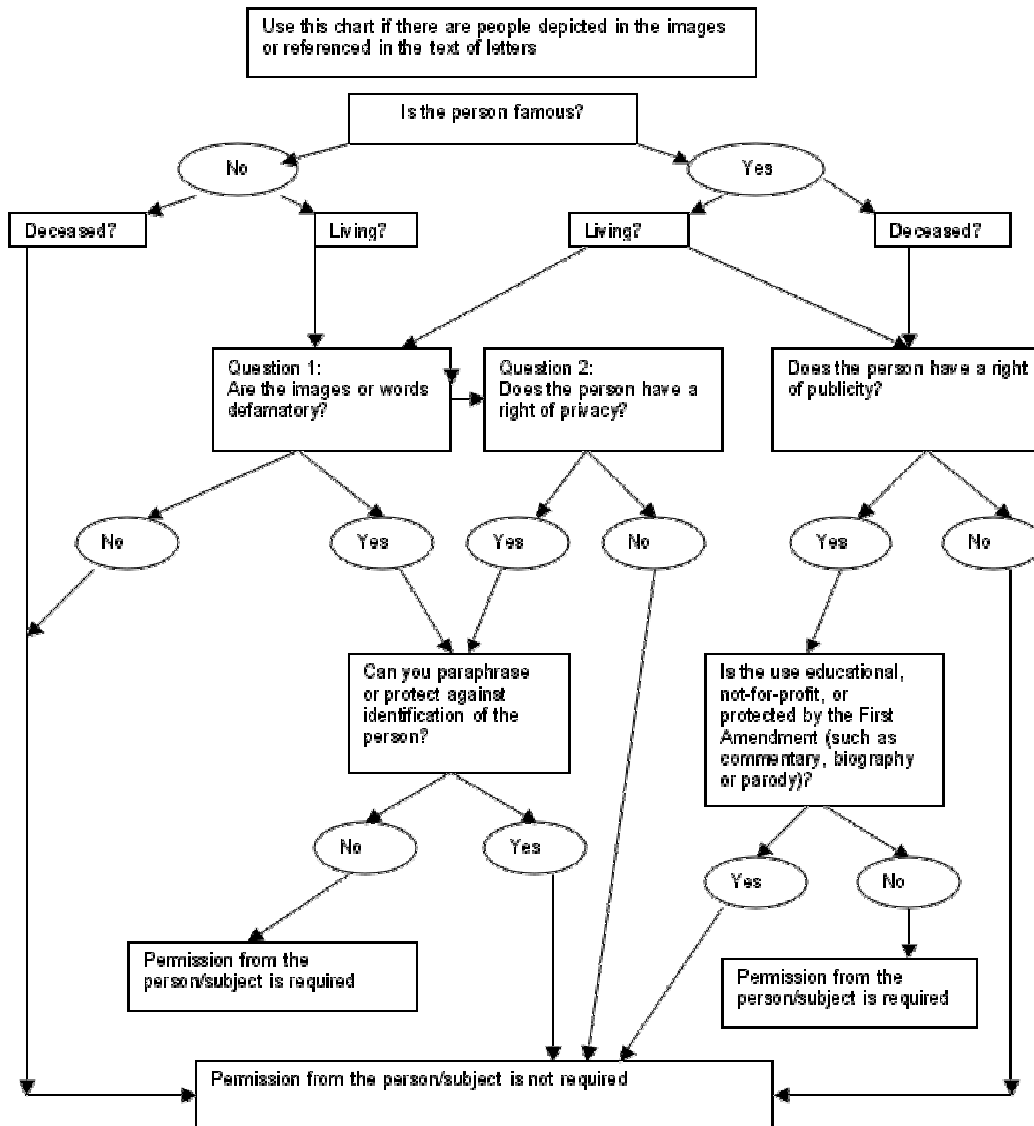 Use this chart if there are people depicted in the images
or referenced in the text of letters
Is the person famous?
No
Yes
Deceased?
Living?
Living?
Deceased?
Question 1:
Are the images or words
defamatory?
Question 2:
Does the person have a
right of privacy?
Does the person have a right
of publicity?
No
Yes
Yes
No
Yes
No
Can you paraphrase
or protect against
identification of the
person?
Is the use educational,
not-for-profit, or
protected by the First
Amendment (such as
commentary, biography
or parody)?
No
Yes
Yes
No
Permission from the
person/subject is required
Permission from the
person/subject is required
Permission from the person/subject is not required